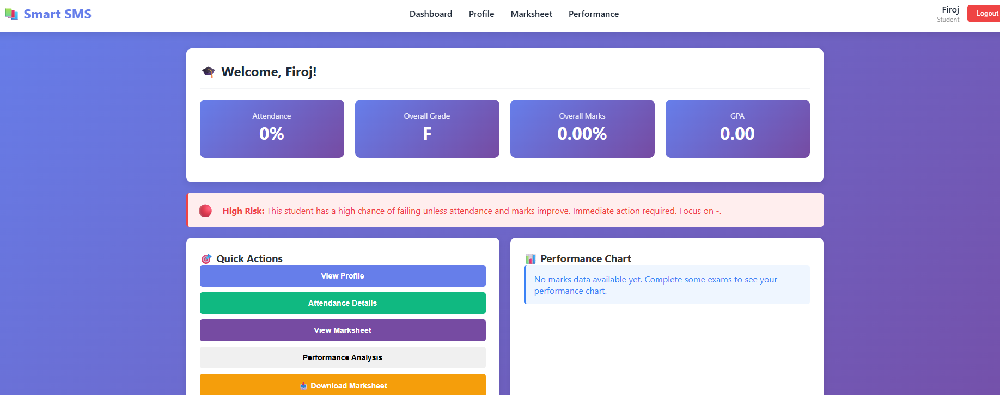 Smart SMS
Dashboard Profile Marksheet Performance
Firoj
Student
Logout
Welcome, Firoj!
Attendance
0%
Overall Grade
F
Overall Marks
0.00%
GPA
0.00
High Risk: This student has a high chance of failing unless attendance and marks improve. Immediate action required. Focus on -.
Quick Actions
View Profile
Attendance Details
View Marksheet
Performance Analysis
Download Marksheet
Performance Chart
No marks data available yet. Complete some exams to see your
performance chart.